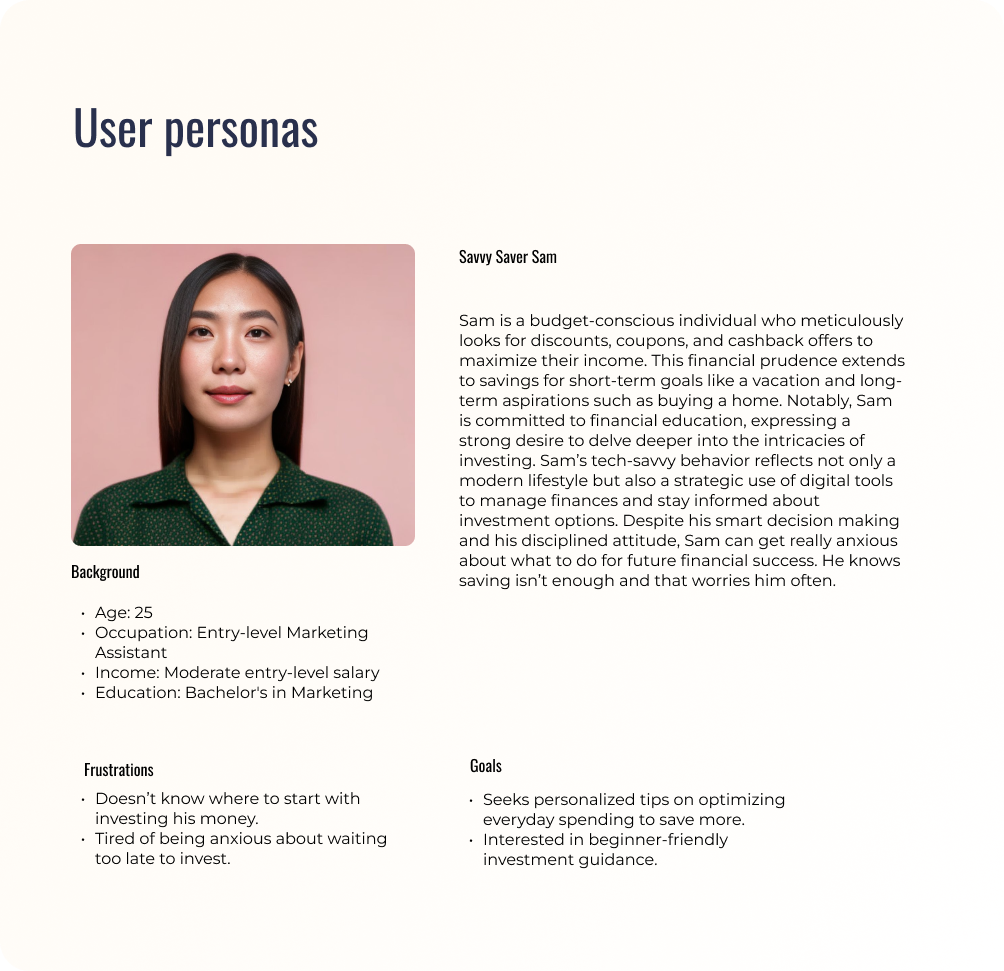 User personas
Savvy Saver Sam
Sam is a budget-conscious individual who meticulously
looks for discounts, coupons, and cashback offers to
maximize their income. This financial prudence extends
to savings for short-term goals like a vacation and long-
term aspirations such as buying a home. Notably, Sam
is committed to financial education, expressing a
strong desire to delve deeper into the intricacies of
investing. Sam’s tech-savvy behavior reflects not only a
modern lifestyle but also a strategic use of digital tools
to manage finances and stay informed about
investment options. Despite his smart decision making
and his disciplined attitude, Sam can get really anxious
about what to do for future financial success. He knows
saving isn’t enough and that worries him often.
Background
• Age: 25
• Occupation: Entry-level Marketing
Assistant
• Income: Moderate entry-level salary
• Education: Bachelor's in Marketing
Frustrations
• Doesn’t know where to start with
investing his money.
• Tired of being anxious about waiting
too late to invest.
Goals
• Seeks personalized tips on optimizing
everyday spending to save more.
• Interested in beginner-friendly
investment guidance.